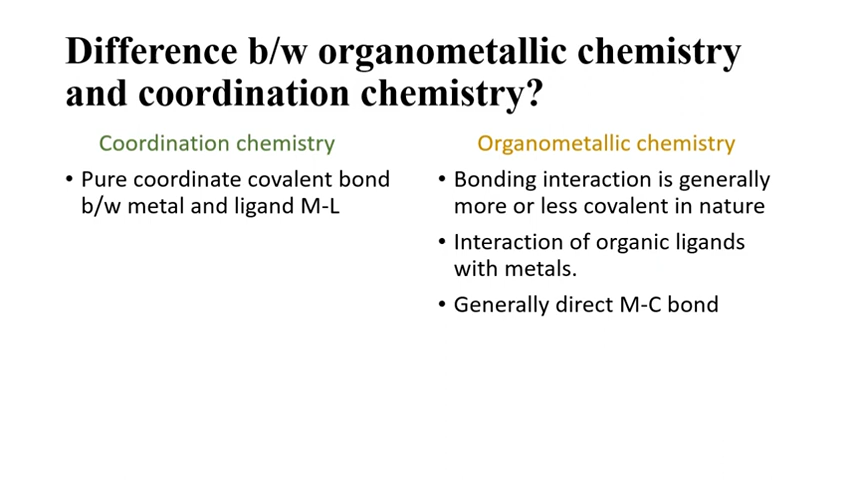 Difference b/w organometallic chemistry
and coordination chemistry?
Coordination chemistry
• Pure coordinate covalent bond
b/w metal and ligand M-L
Organometallic chemistry
• Bonding interaction is generally
more or less covalent in nature
• Interaction of organic ligands
with metals.
• Generally direct M-C bond